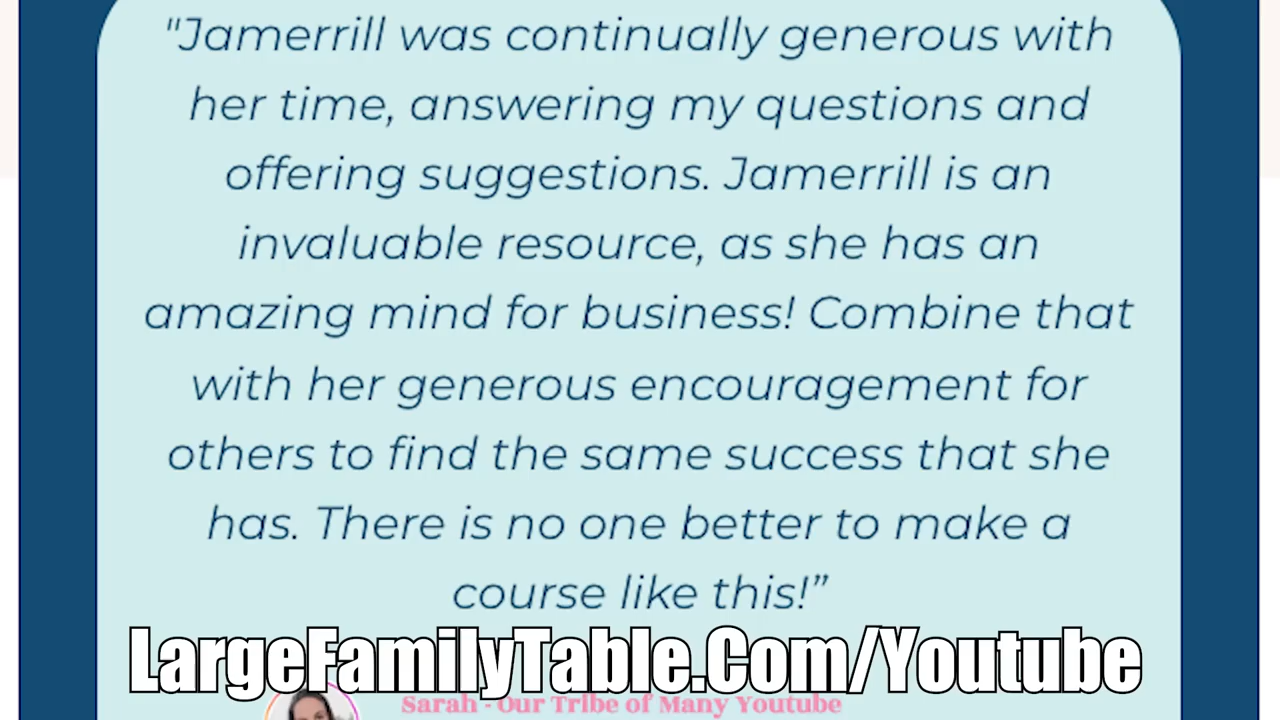 "Jamerrill was continually generous with
her time, answering my questions and
offering suggestions. Jamerrill is an
invaluable resource, as she has an
amazing mind for business! Combine that
with her generous encouragement for
others to find the same success that she
has. There is no one better to make a
course like this!”
LargeFamilyTable.Com/Youtube
Sarah - Our Tribe of Many Youtube